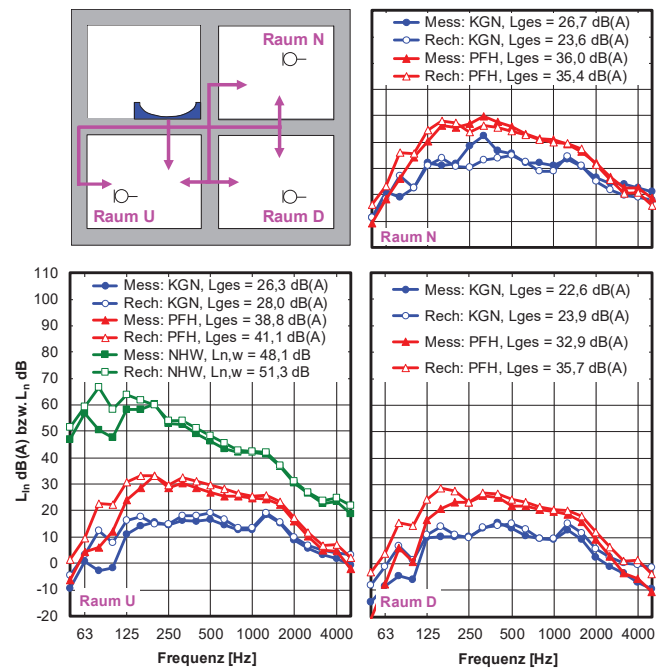 Raum N
Raum U
Raum D
Mess: KGN, Lges = 26,7 dB(A)
Rech: KGN, Lges = 23,6 dB(A)
Mess: PFH, Lges = 36,0 dB(A)
Rech: PFH, Lges = 35,4 dB(A)
Raum N
L_In dB(A) bzw. L_n dB
110
100
90
80
70
60
50
40
30
20
10
0
-10
-20
Mess: KGN, Lges = 26,3 dB(A)
Rech: KGN, Lges = 28,0 dB(A)
Mess: PFH, Lges = 38,8 dB(A)
Rech: PFH, Lges = 41,1 dB(A)
Mess: NHW, Ln,w = 48,1 dB
Rech: NHW, Ln,w = 51,3 dB
Raum U
63 125 250 500 1000 2000 4000
Frequenz [Hz]
Mess: KGN, Lges = 22,6 dB(A)
Rech: KGN, Lges = 23,9 dB(A)
Mess: PFH, Lges = 32,9 dB(A)
Rech: PFH, Lges = 35,7 dB(A)
Raum D
63 125 250 500 1000 2000 4000
Frequenz [Hz]